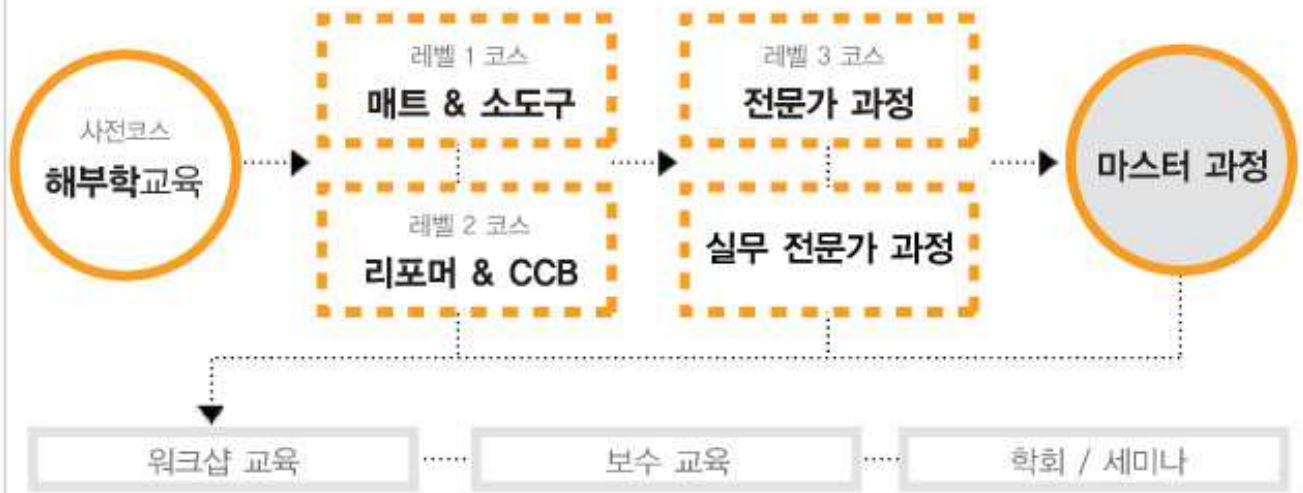 사전코스
해부학교육
레벨 1 코스
매트 & 소도구
레벨 2 코스
리포머 & CCB
레벨 3 코스
전문가 과정
실무 전문가 과정
마스터 과정
워크샵 교육
보수 교육
학회 / 세미나